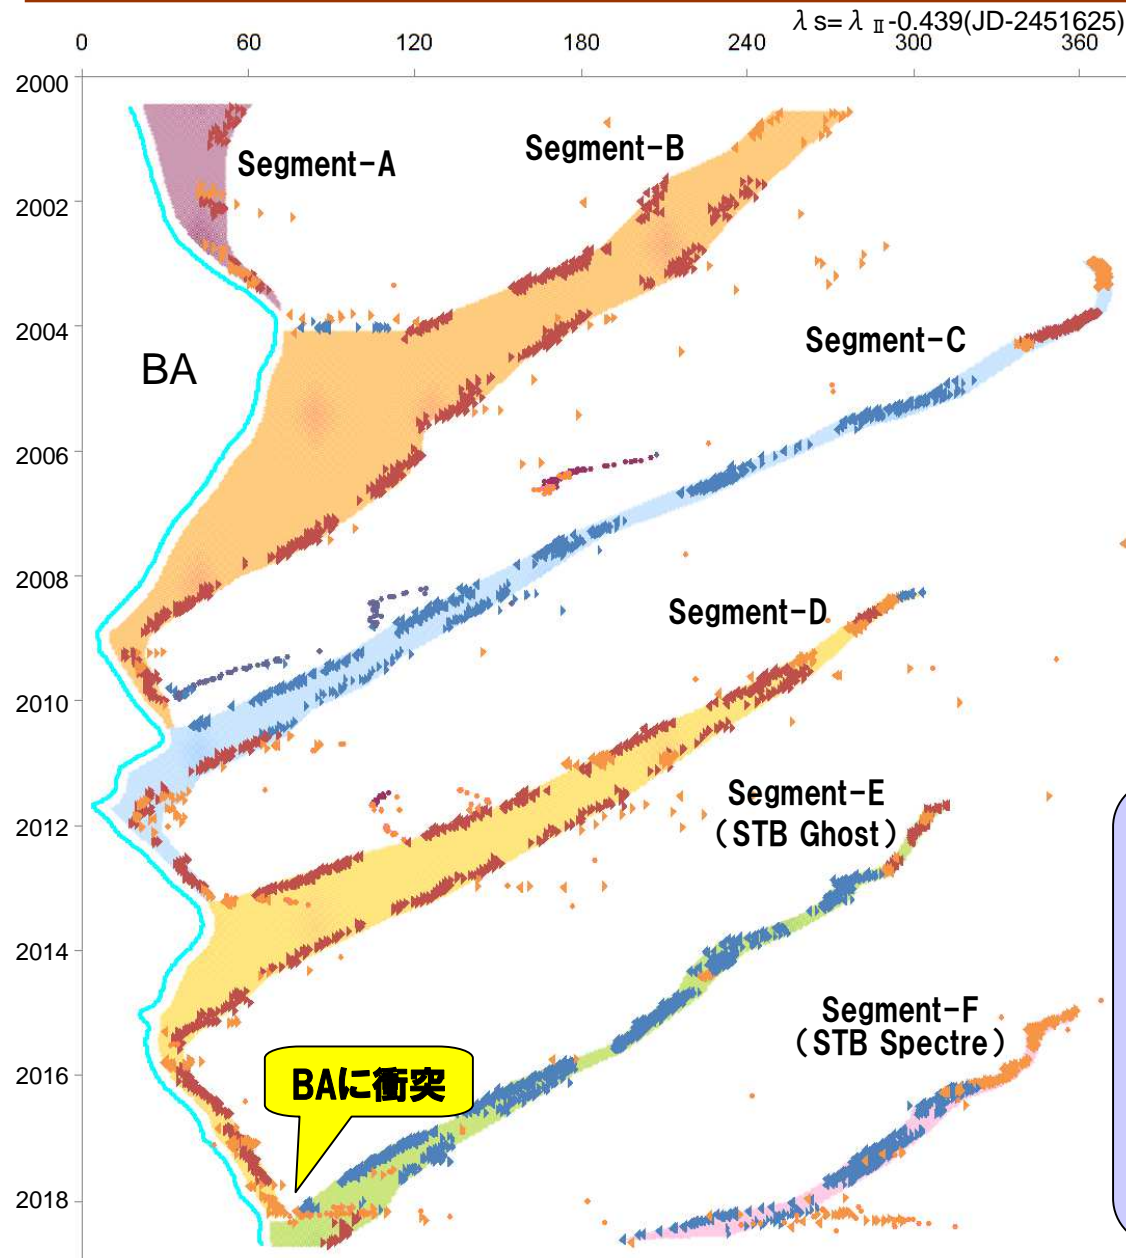 λs=λⅡ-0.439(JD-2451625)
0 60 120 180 240 300 360
2000
Segment-B
Segment-A
2002
2004
Segment-C
BA
2006
2008
Segment-D
2010
Segment-E
2012
（STB Ghost）
2014
Segment-F
（STB Spectre）
2016
BAに衝突
2018